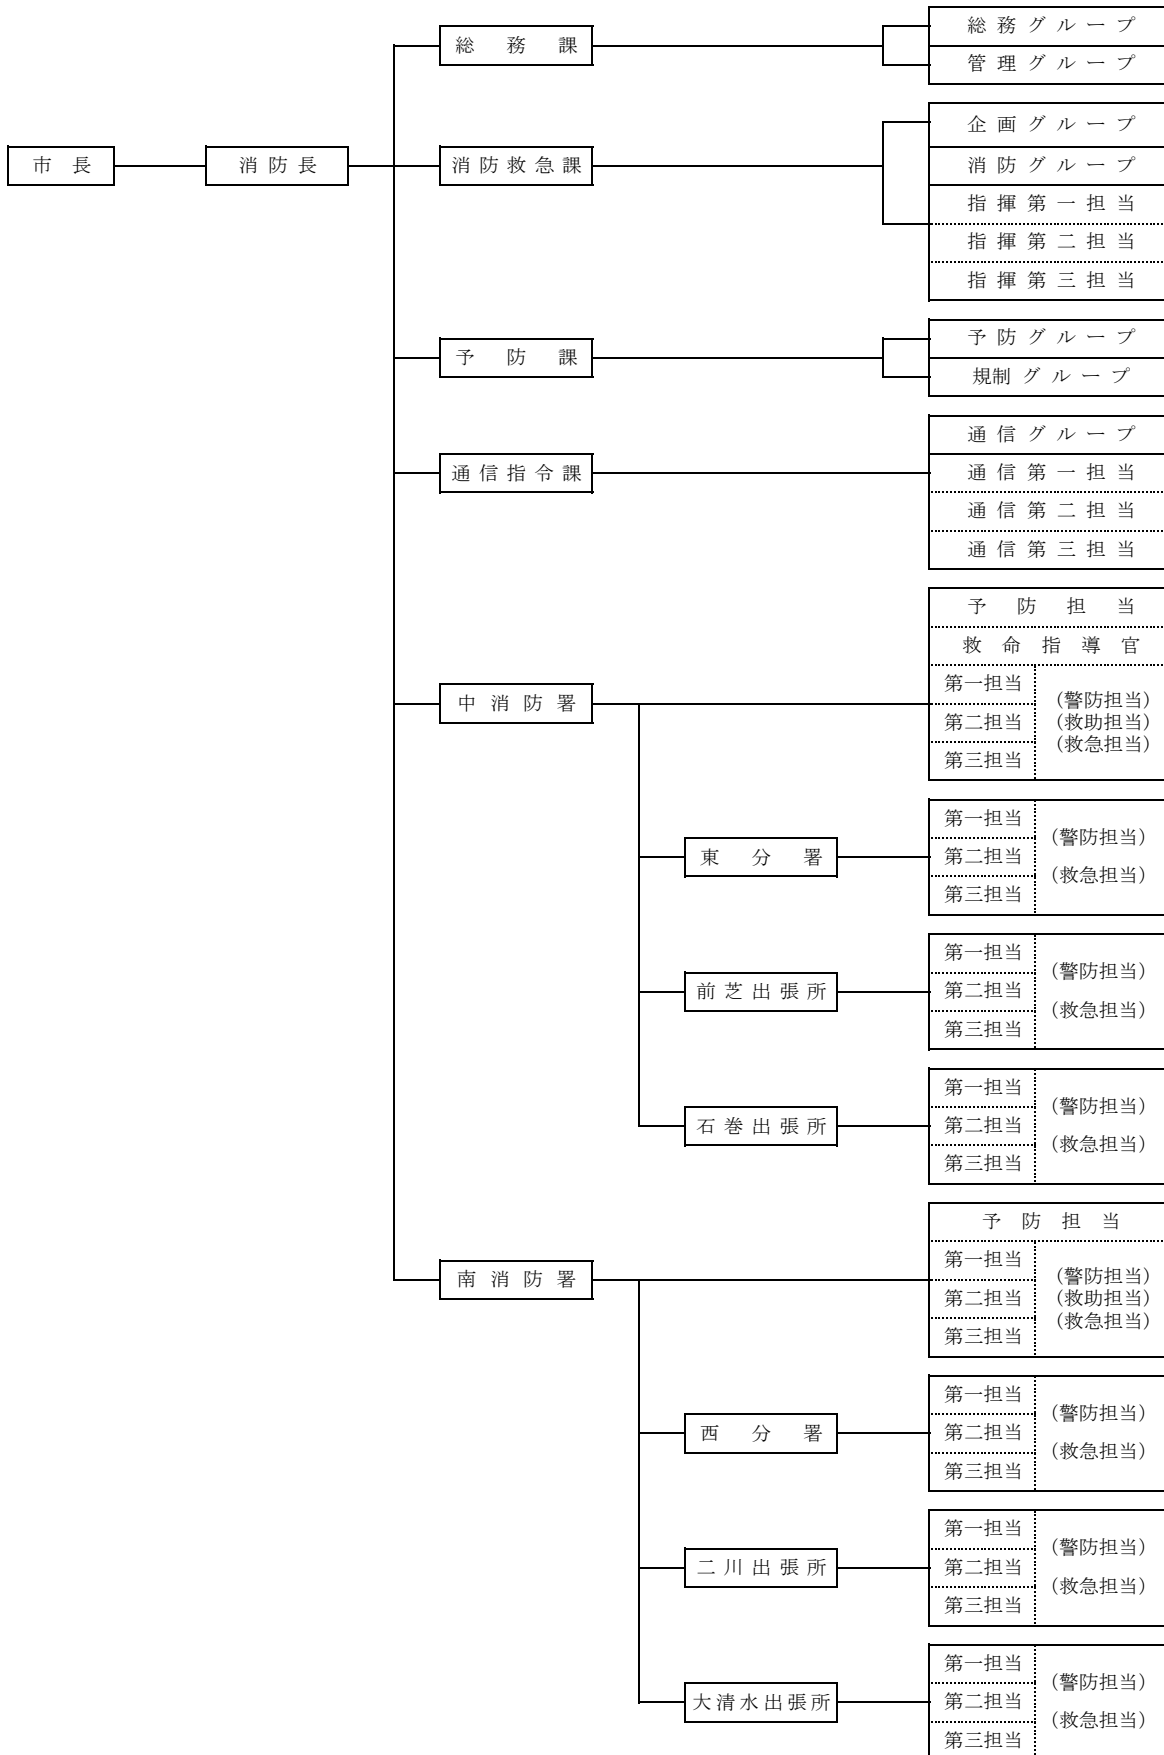 総務課
総務グループ
管理グループ
市長
消防長
消防救急課
企画グループ
消防グループ
指揮第一担当
指揮第二担当
指揮第三担当
予防課
予防グループ
規制グループ
通信指令課
通信グループ
通信第一担当
通信第二担当
通信第三担当
中消防署
予防担当
救命指導官
第一担当
第二担当
第三担当
(警防担当)
(救助担当)
(救急担当)
東分署
第一担当
第二担当
第三担当
(警防担当)
(救急担当)
前芝出張所
第一担当
第二担当
第三担当
(警防担当)
(救急担当)
石巻出張所
第一担当
第二担当
第三担当
(警防担当)
(救急担当)
南消防署
予防担当
第一担当
第二担当
第三担当
(警防担当)
(救助担当)
(救急担当)
西分署
第一担当
第二担当
第三担当
(警防担当)
(救急担当)
二川出張所
第一担当
第二担当
第三担当
(警防担当)
(救急担当)
大清水出張所
第一担当
第二担当
第三担当
(警防担当)
(救急担当)